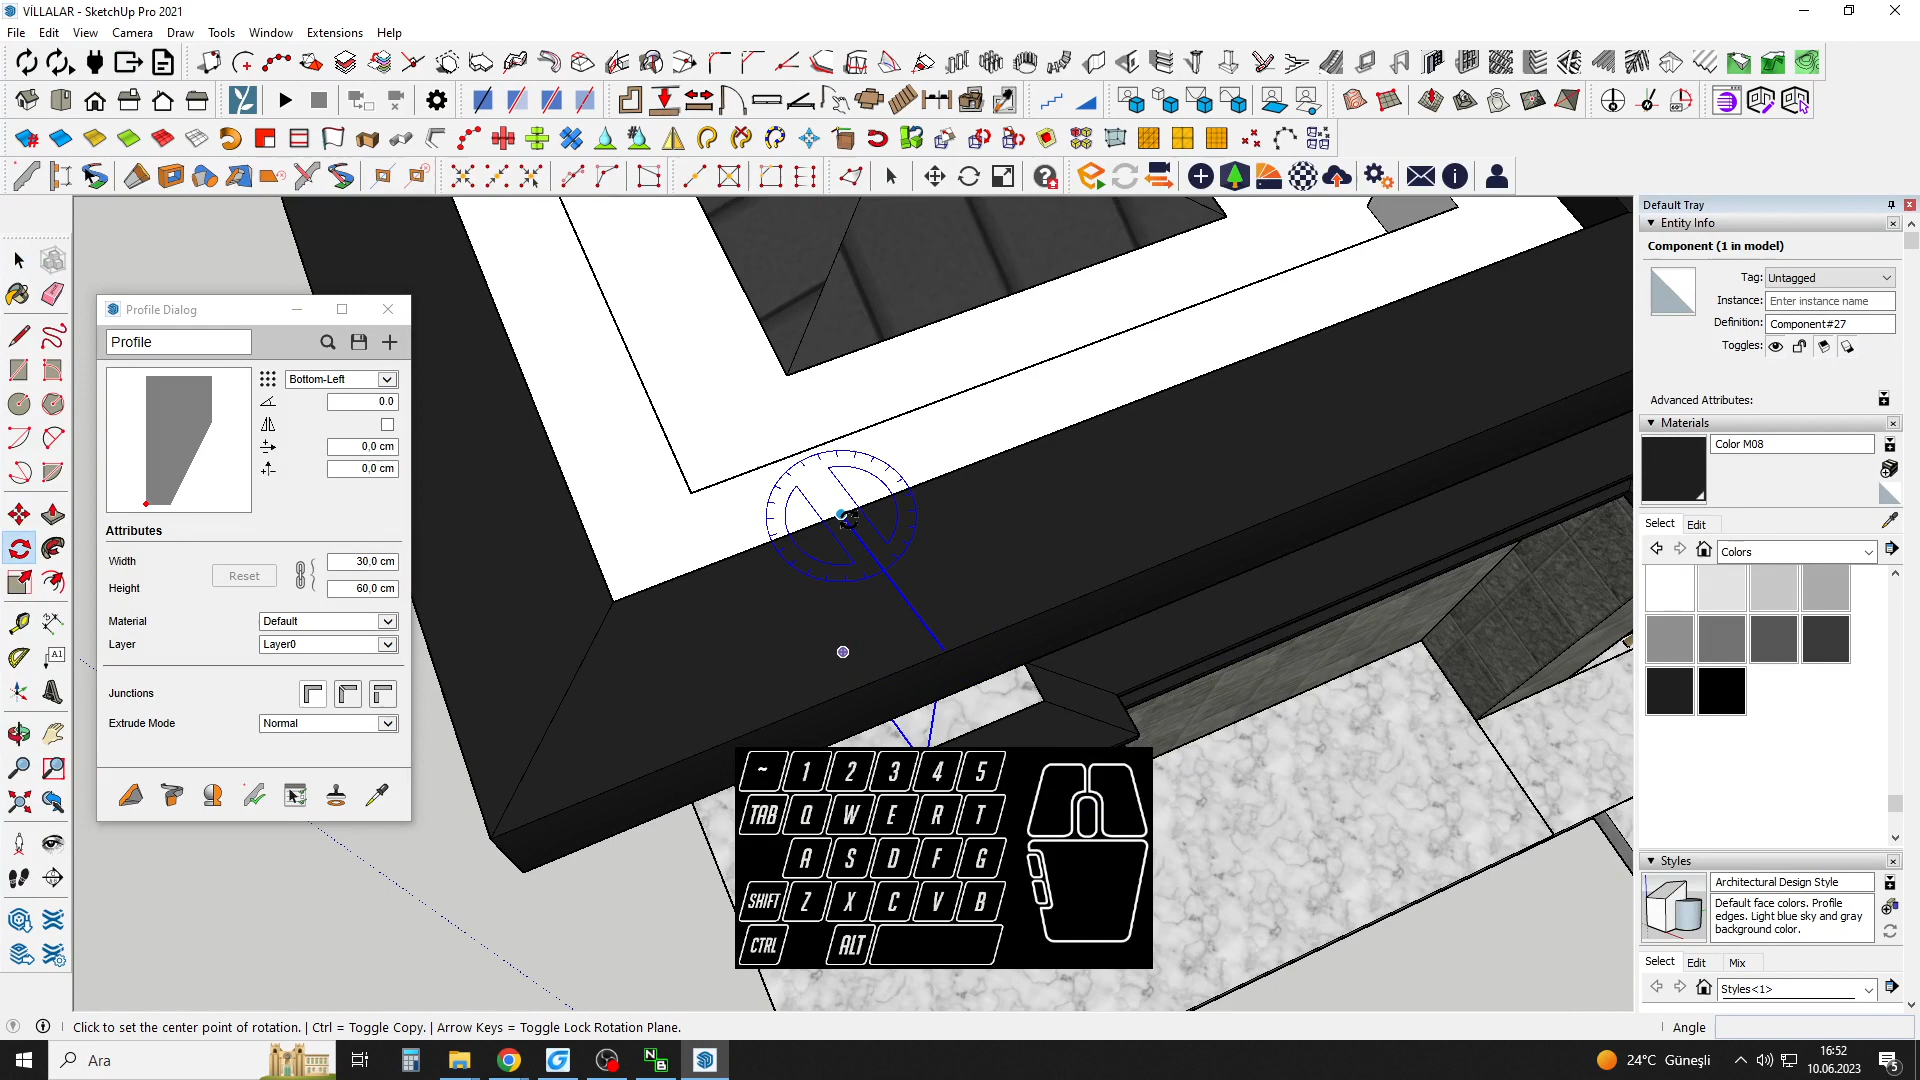 VİLLALAR - SketchUp Pro 2021
File Edit View Camera Draw Tools Window Extensions Help
Default Tray
Entity Info
Component (1 in model)
Tag: Untagged
Instance: Enter instance name
Definition: Component#27
Toggles:
Advanced Attributes:
Materials
Color M08
Select Edit
Colors
Styles
Architectural Design Style
Default face colors. Profile
edges. Light blue sky and gray
background color.
Select Edit Mix
Styles<1>
Profile Dialog
Profile
Bottom-Left
0.0
0,0 cm
0,0 cm
Attributes
Width 30,0 cm
Reset
Height 60,0 cm
Material Default
Layer Layer0
Junctions
Extrude Mode Normal
A1
~ 1 2 3 4 5
TAB Q W E R T
A S D F G
SHIFT Z X C V B
CTRL ALT
Click to set the center point of rotation. | Ctrl = Toggle Copy. | Arrow Keys = Toggle Lock Rotation Plane.
Angle
Ara
24°C Güneşli
16:52
10.06.2023
5